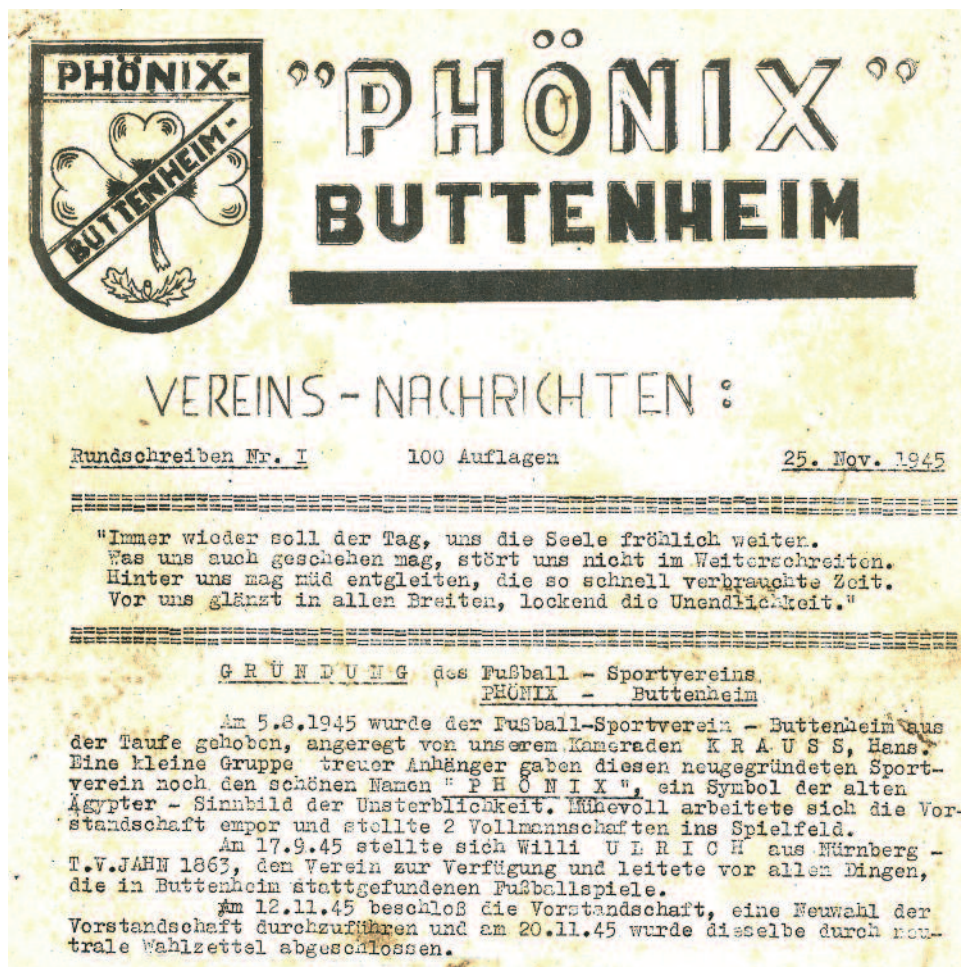 PHÖNIX-
BUTTENHEIM-
"PHÖNIX"
BUTTENHEIM
VEREINS-NACHRICHTEN:
Rundschreiben Nr. I 100 Auflagen 25. Nov. 1945
"Immer wieder soll der Tag, uns die Seele fröhlich weiten.
Was uns auch geschehen mag, stört uns nicht im Weiterschreiten.
Hinter uns mag müd entgleiten, die so schnell verbrauchte Zeit.
Vor uns glänzt in allen Breiten, lockend die Unendlichkeit."
GRÜNDUNG des Fußball - Sportvereins
PHÖNIX - Buttenheim
Am 5.8.1945 wurde der Fußball-Sportverein - Buttenheim aus
der Taufe gehoben, angeregt von unserem Kameraden KRAUSS, Hans.
Eine kleine Gruppe treuer Anhänger gaben diesen neugegründeten Sport-
verein noch den schönen Namen "PHÖNIX", ein Symbol der alten
Ägypter - Sinnbild der Unsterblichkeit. Mühevoll arbeitete sich die Vor-
standschaft empor und stellte 2 Vollmannschaften ins Spielfeld.
Am 17.9.45 stellte sich Willi ULRICH aus Nürnberg -
T.V.JAHN 1863, dem Verein zur Verfügung und leitete vor allen Dingen,
die in Buttenheim stattgefundenen Fußballspiele.
Am 12.11.45 beschloß die Vorstandschaft, eine Neuwahl der
Vorstandschaft durchzuführen und am 20.11.45 wurde dieselbe durch neu-
trale Wahlzettel abgeschlossen.